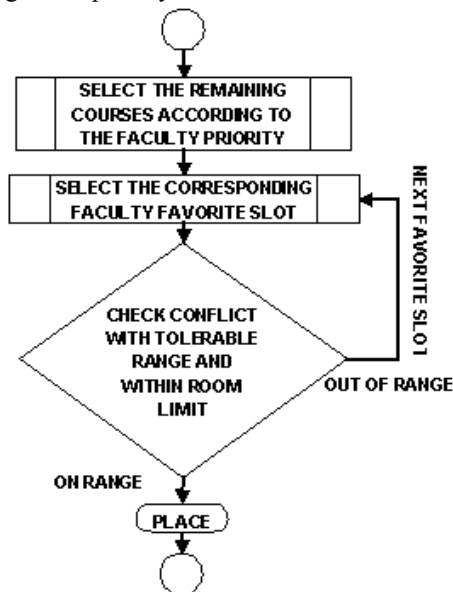 SELECT THE REMAINING
COURSES ACCORDING TO
THE FACULTY PRIORITY
SELECT THE CORRESPONDING
FACULTY FAVORITE SLOT
NEXT FAVORITE SLOT
CHECK CONFLICT
WITH TOLERABLE
RANGE AND
WITHIN ROOM
LIMIT
OUT OF RANGE
ON RANGE
PLACE